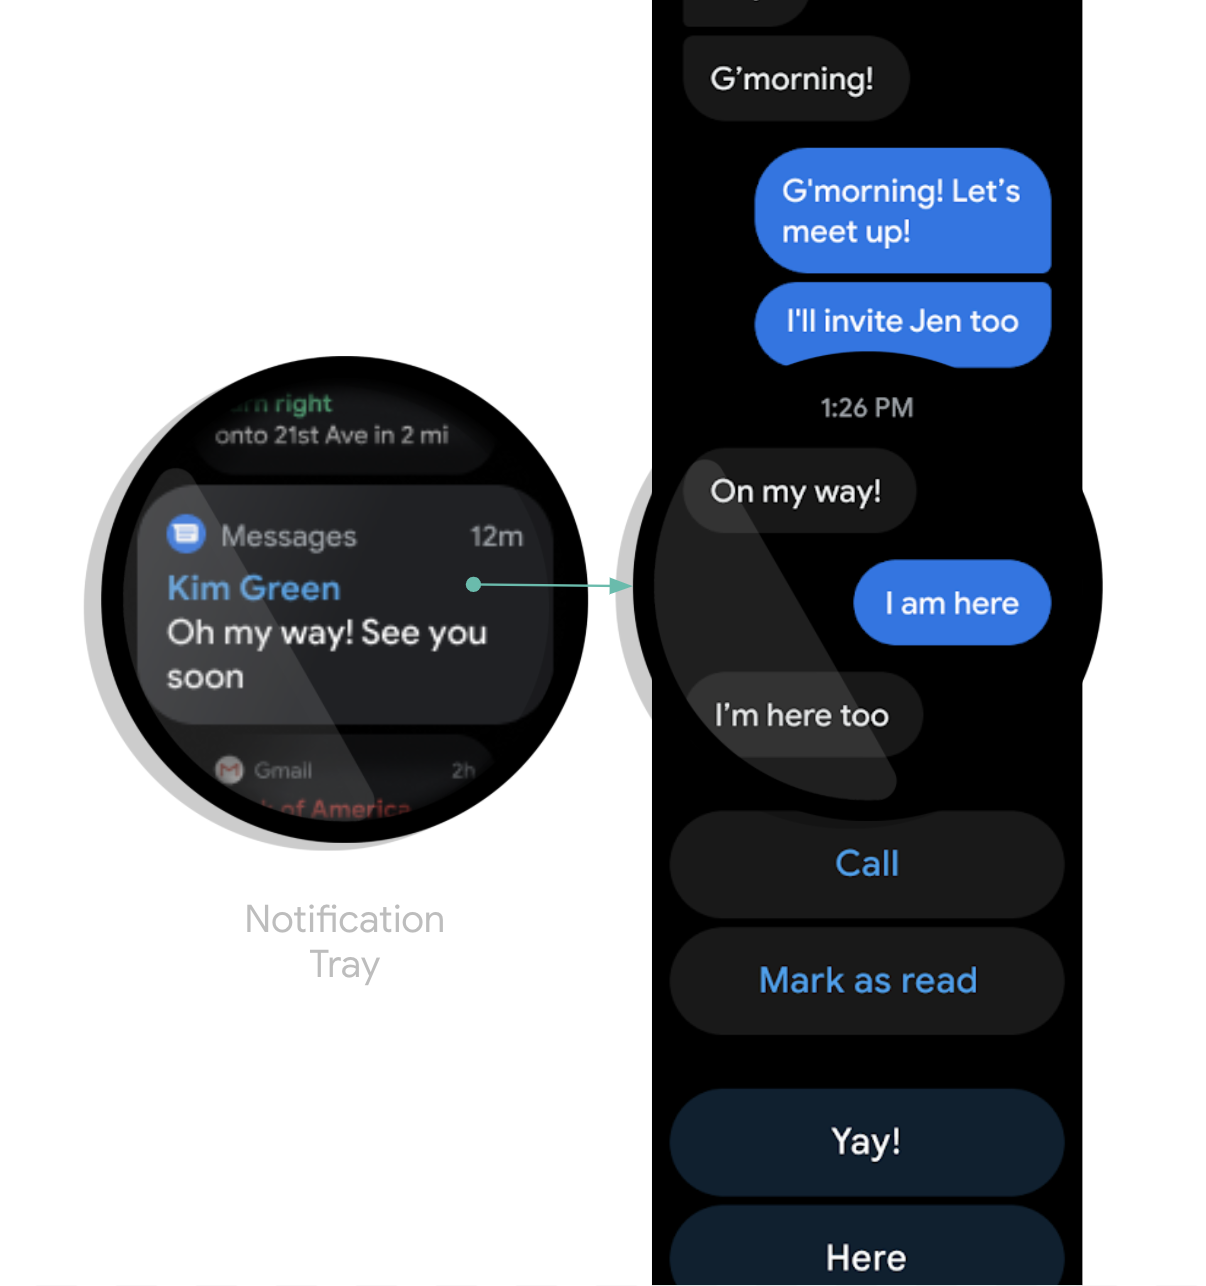 right
onto 21st Ave in 2 mi
Messages 12m
Kim Green
Oh my way! See you
soon
Gmail 2h
of America
Notification
Tray
G’morning!
G'morning! Let’s
meet up!
I'll invite Jen too
1:26 PM
On my way!
I am here
I’m here too
Call
Mark as read
Yay!
Here